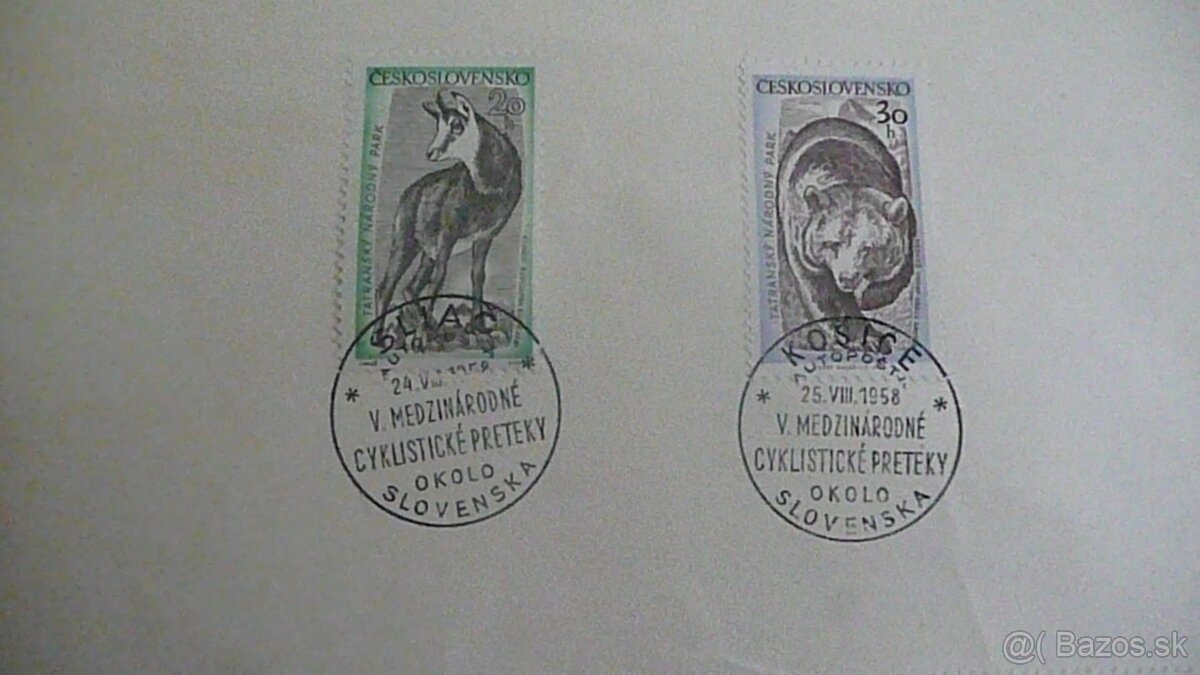 ČESKOSLOVENSKO
20
TATRANSKÝ NÁRODNÝ PARK
SLIAČ
24.VIII.1958
V. MEDZINÁRODNÉ
CYKLISTICKÉ PRETEKY
OKOLO
SLOVENSKA
ČESKOSLOVENSKO
30
h
TATRANSKÝ NÁRODNÝ PARK
KOŠICE
AUTOPOŠTA
25.VIII.1958
V. MEDZINÁRODNÉ
CYKLISTICKÉ PRETEKY
OKOLO
SLOVENSKA
@( Bazos.sk